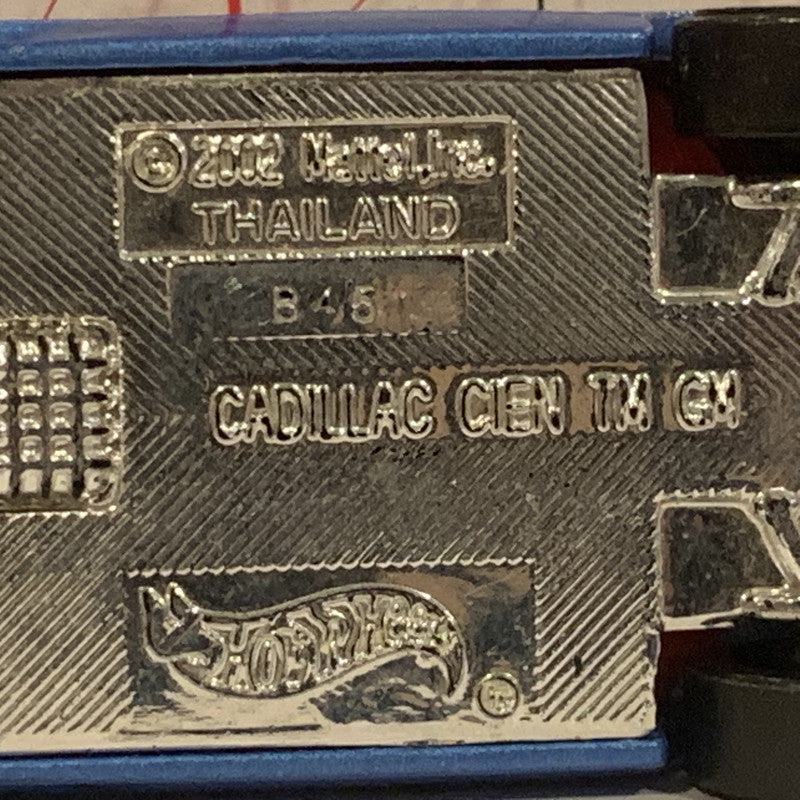 © 2002 Mattel, Inc.
THAILAND
B45
CADILLAC CIEN TM GM
HOT WHEELS ®